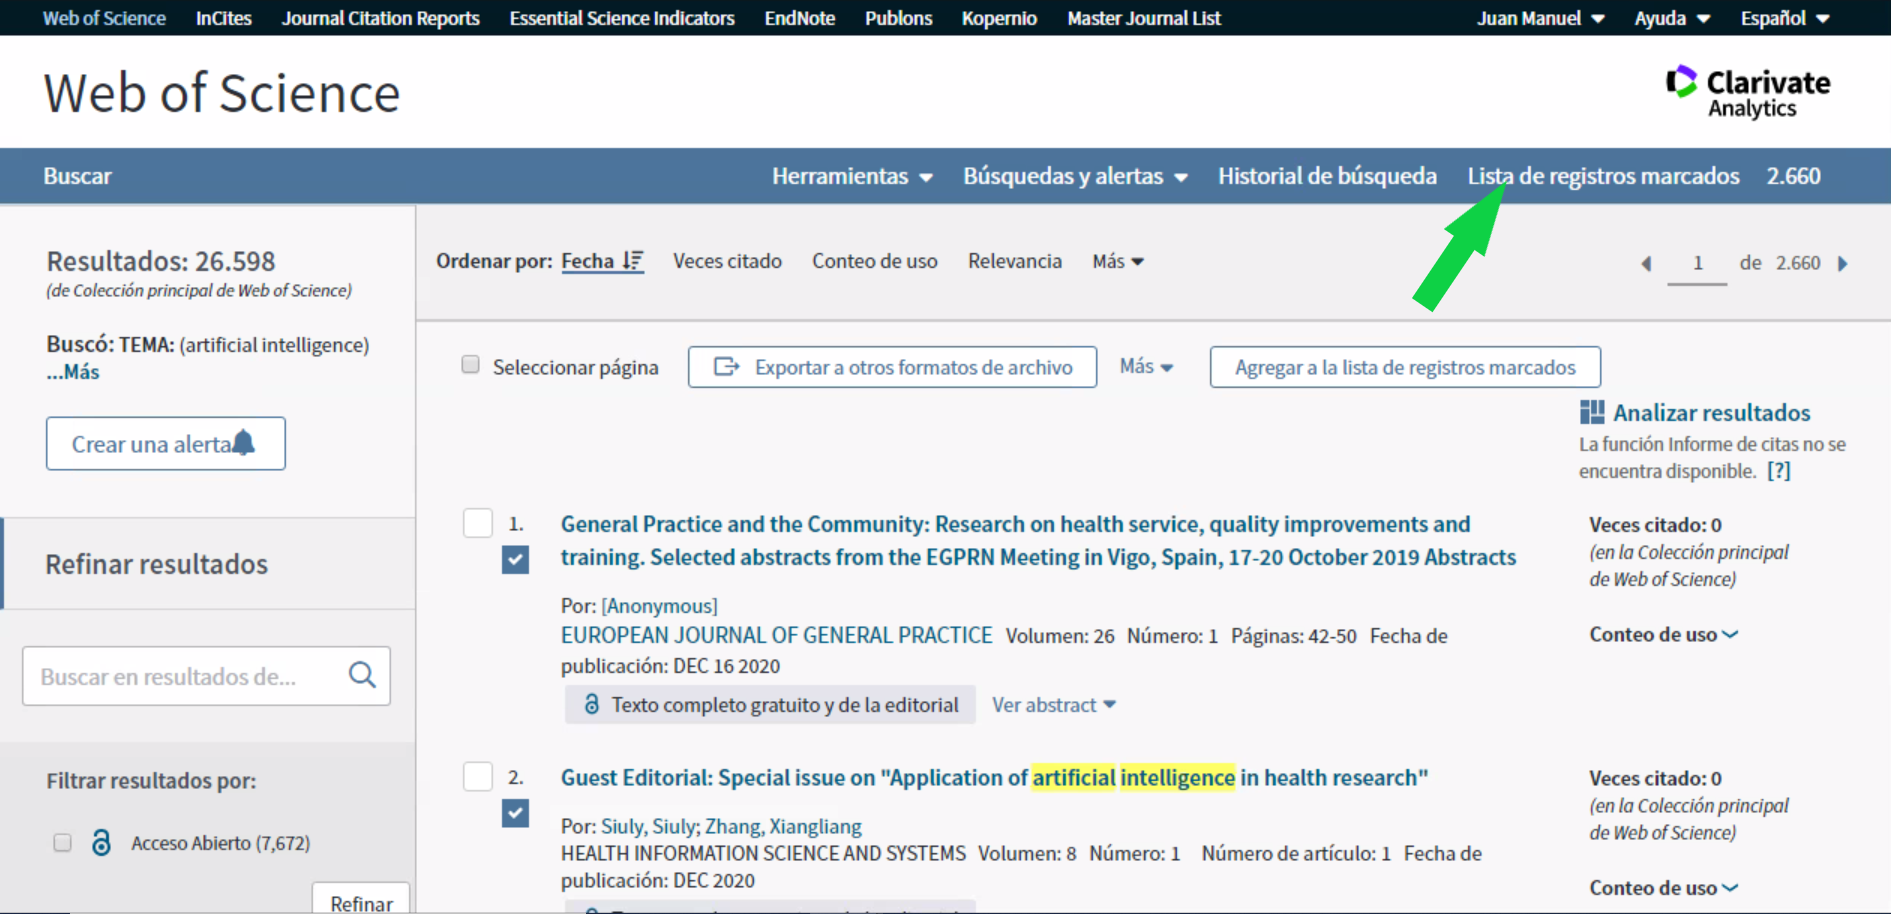 Web of Science InCites Journal Citation Reports Essential Science Indicators EndNote Publons Kopernio Master Journal List Juan Manuel Ayuda Español
Web of Science
Clarivate
Analytics
Buscar Herramientas Búsquedas y alertas Historial de búsqueda Lista de registros marcados 2.660
Resultados: 26.598
(de Colección principal de Web of Science)
Buscó: TEMA: (artificial intelligence)
...Más
Crear una alerta
Refinar resultados
Buscar en resultados de...
Filtrar resultados por:
Acceso Abierto (7,672)
Refinar
Ordenar por: Fecha Veces citado Conteo de uso Relevancia Más
1 de 2.660
Seleccionar página Exportar a otros formatos de archivo Más Agregar a la lista de registros marcados
Analizar resultados
La función Informe de citas no se
encuentra disponible. [?]
1. General Practice and the Community: Research on health service, quality improvements and
training. Selected abstracts from the EGPRN Meeting in Vigo, Spain, 17-20 October 2019 Abstracts
Por: [Anonymous]
EUROPEAN JOURNAL OF GENERAL PRACTICE Volumen: 26 Número: 1 Páginas: 42-50 Fecha de
publicación: DEC 16 2020
Texto completo gratuito y de la editorial Ver abstract
Veces citado: 0
(en la Colección principal
de Web of Science)
Conteo de uso
2. Guest Editorial: Special issue on "Application of artificial intelligence in health research"
Por: Siuly, Siuly; Zhang, Xiangliang
HEALTH INFORMATION SCIENCE AND SYSTEMS Volumen: 8 Número: 1 Número de artículo: 1 Fecha de
publicación: DEC 2020
Veces citado: 0
(en la Colección principal
de Web of Science)
Conteo de uso